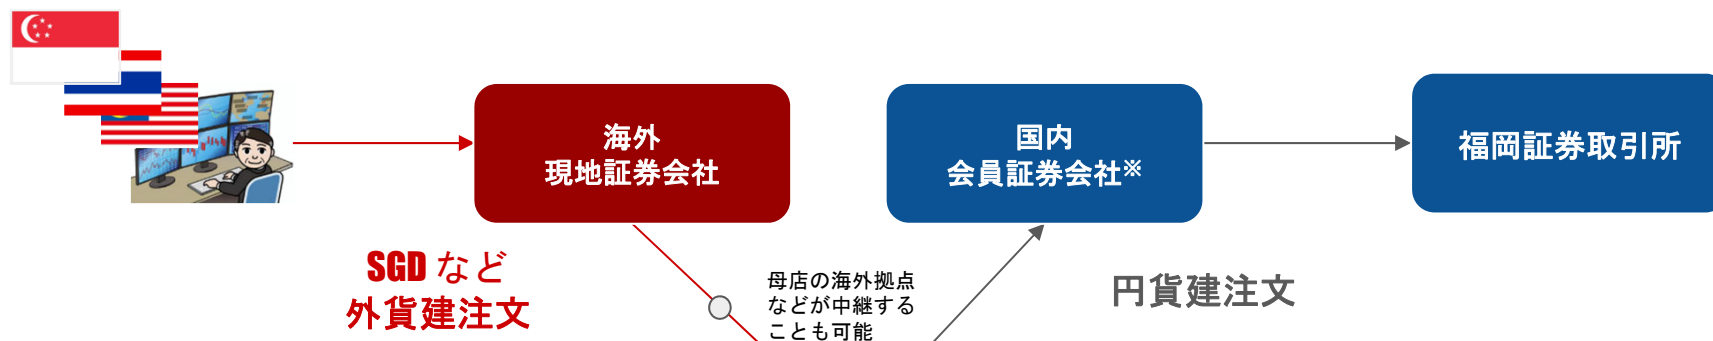 海外
現地証券会社
国内
会員証券会社※
福岡証券取引所
SGD など
外貨建注文
母店の海外拠点
などが中継する
ことも可能
円貨建注文